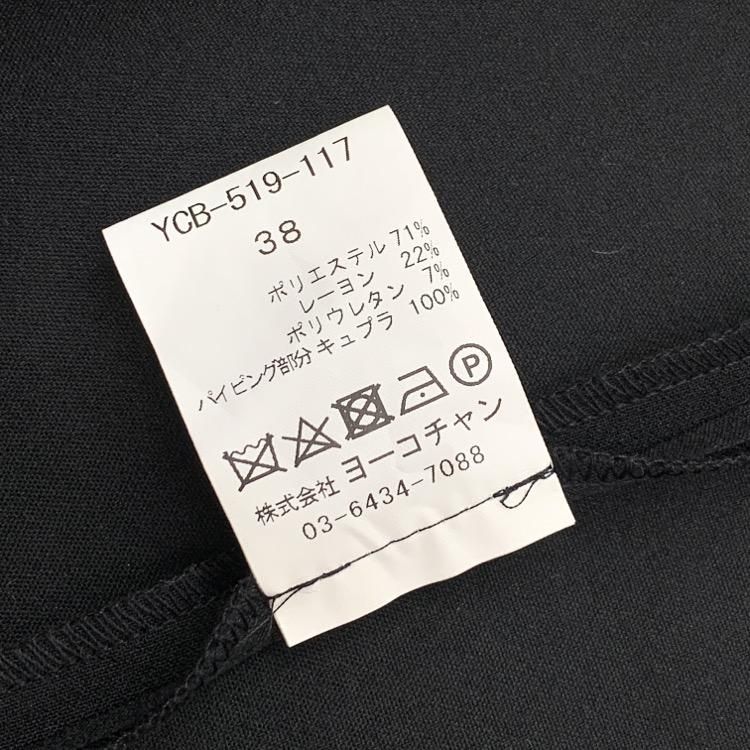 YCB-519-117
38
ポリエステル 71%
レーヨン 22%
ポリウレタン 7%
パイピング部分 キュプラ 100%
P
株式会社 ヨーコチャン
03-6434-7088